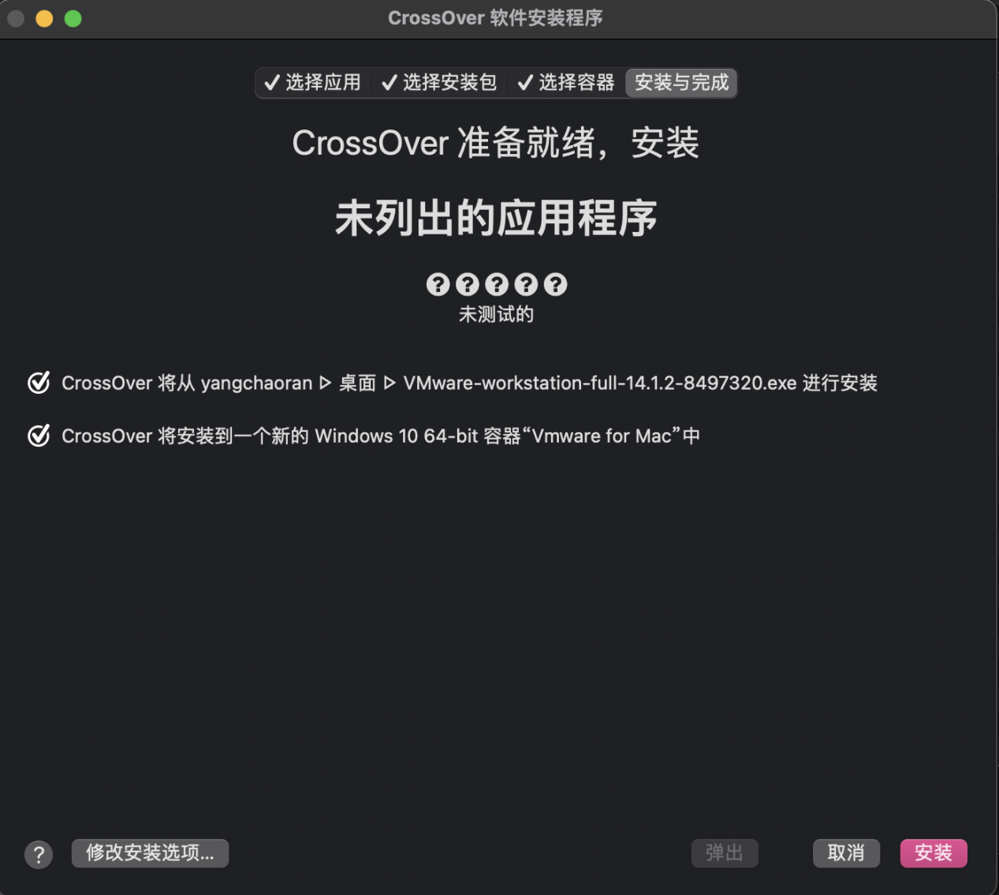 CrossOver 软件安装程序
✓ 选择应用 ✓ 选择安装包 ✓ 选择容器 安装与完成
CrossOver 准备就绪，安装
未列出的应用程序
? ? ? ? ?
未测试的
CrossOver 将从 yangchaoran ▷ 桌面 ▷ VMware-workstation-full-14.1.2-8497320.exe 进行安装
CrossOver 将安装到一个新的 Windows 10 64-bit 容器“Vmware for Mac”中
? 修改安装选项... 弹出 取消 安装